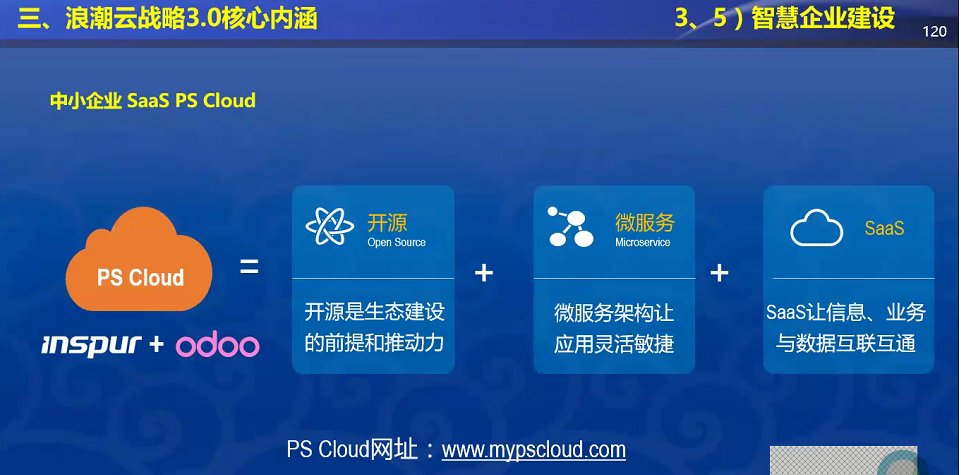 三、浪潮云战略3.0核心内涵
3、5）智慧企业建设
120
中小企业 SaaS PS Cloud
PS Cloud
inspur + odoo
=
开源
Open Source
开源是生态建设
的前提和推动力
+
微服务
Microservice
微服务架构让
应用灵活敏捷
+
SaaS
SaaS让信息、业务
与数据互联互通
PS Cloud网址：www.mypscloud.com